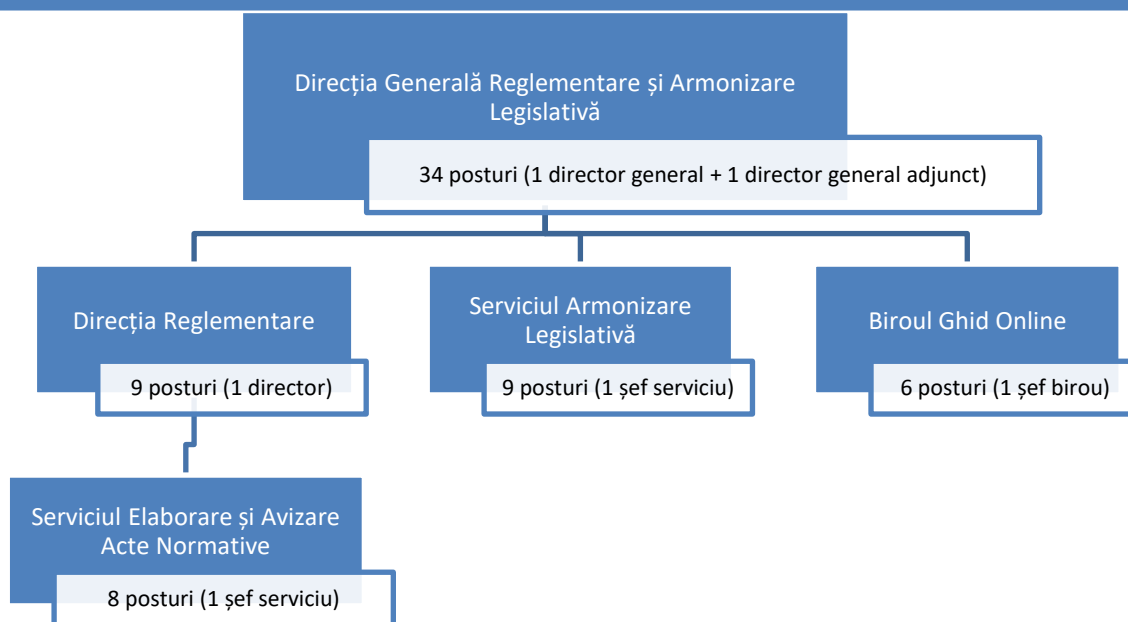 Direcția Generală Reglementare și Armonizare
Legislativă
34 posturi (1 director general + 1 director general adjunct)
Direcția Reglementare
9 posturi (1 director)
Serviciul Armonizare
Legislativă
9 posturi (1 șef serviciu)
Biroul Ghid Online
6 posturi (1 șef birou)
Serviciul Elaborare și Avizare
Acte Normative
8 posturi (1 șef serviciu)